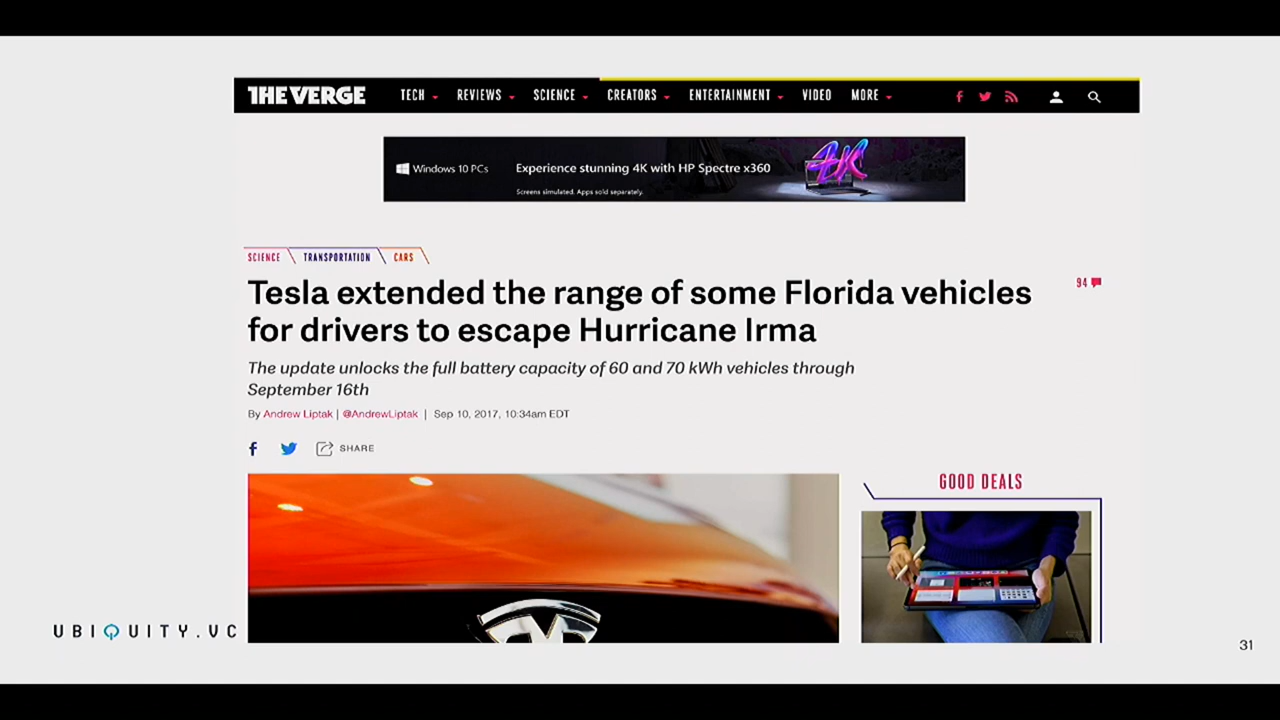 THE VERGE TECH REVIEWS SCIENCE CREATORS ENTERTAINMENT VIDEO MORE
Windows 10 PCs Experience stunning 4K with HP Spectre x360
4K
Screens simulated. Apps sold separately.
SCIENCE TRANSPORTATION CARS
Tesla extended the range of some Florida vehicles
for drivers to escape Hurricane Irma
94
The update unlocks the full battery capacity of 60 and 70 kWh vehicles through
September 16th
By Andrew Liptak | @AndrewLiptak | Sep 10, 2017, 10:34am EDT
SHARE
GOOD DEALS
UBIQUITY.VC
31